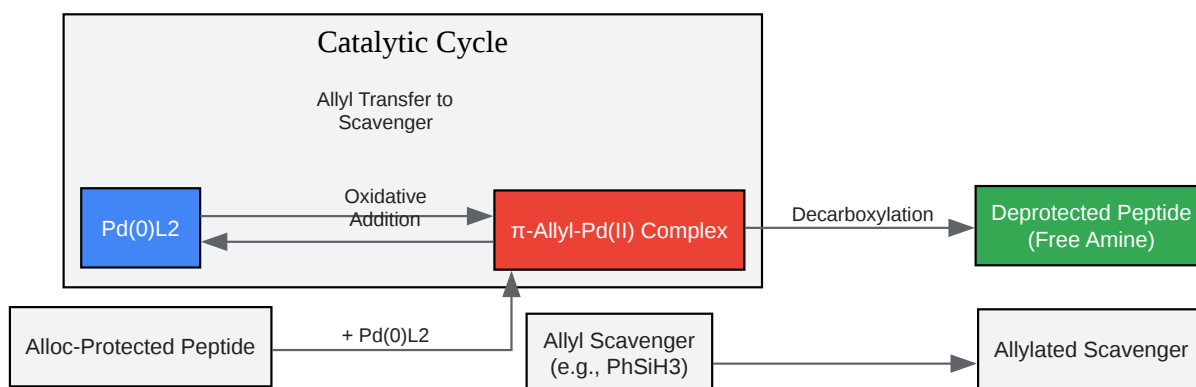 Catalytic Cycle
Allyl Transfer to
Scavenger
Oxidative
Addition
Pd(0)L2
π-Allyl-Pd(II) Complex
Decarboxylation
Deprotected Peptide
(Free Amine)
Alloc-Protected Peptide
+ Pd(0)L2
Allyl Scavenger
(e.g., PhSiH3)
Allylated Scavenger